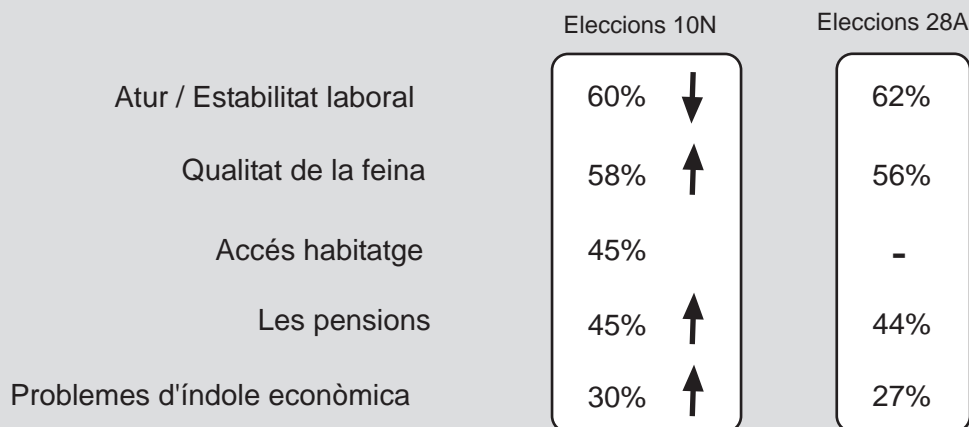 Eleccions 10N Eleccions 28A
Atur / Estabilitat laboral 60% 62%
Qualitat de la feina 58% 56%
Accés habitatge 45% -
Les pensions 45% 44%
Problemes d'índole econòmica 30% 27%